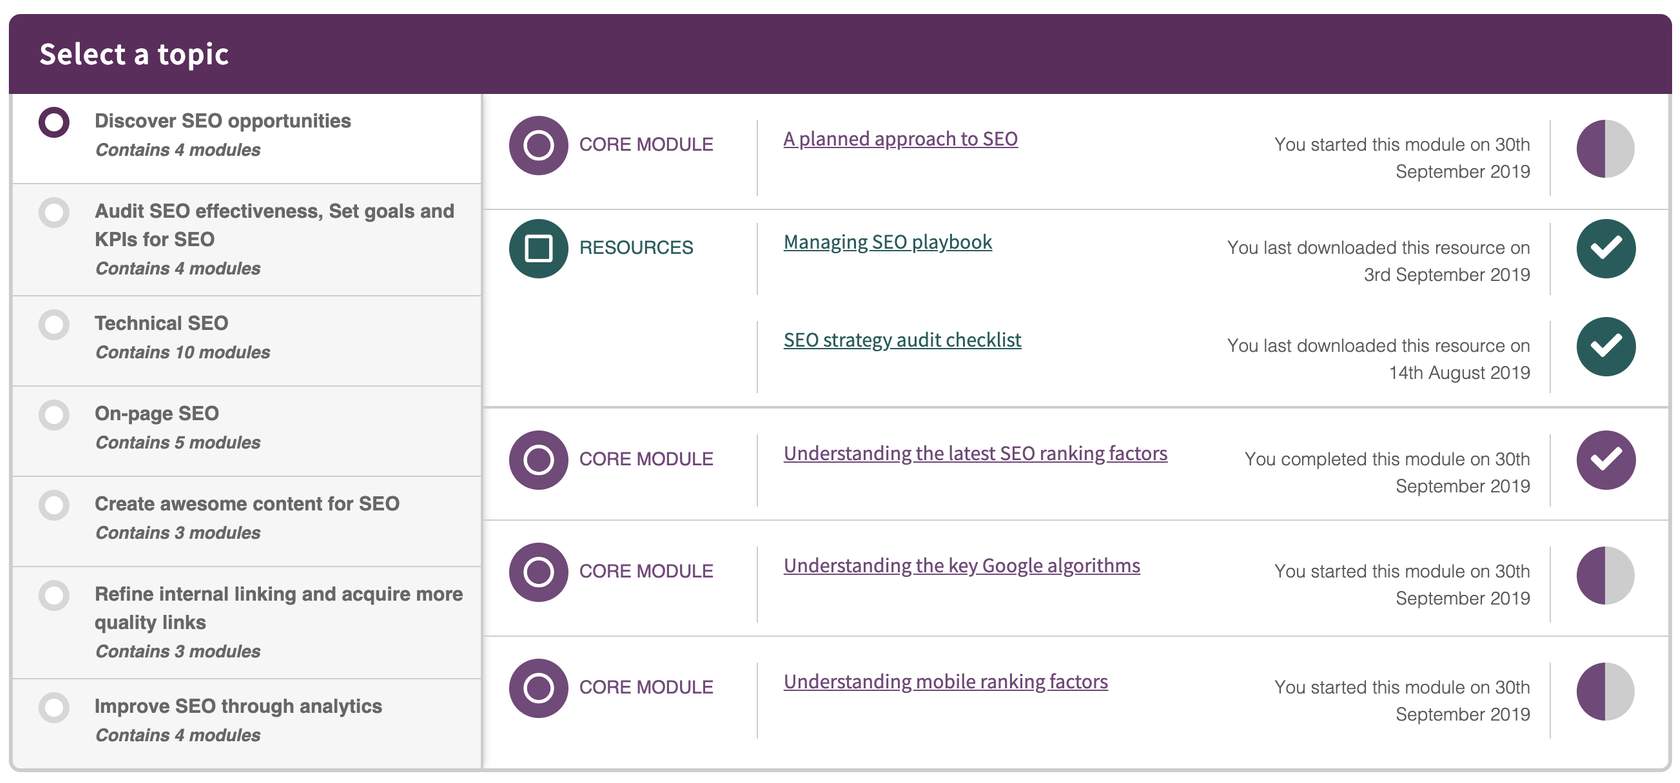 Select a topic
Discover SEO opportunities
Contains 4 modules
Audit SEO effectiveness, Set goals and
KPIs for SEO
Contains 4 modules
Technical SEO
Contains 10 modules
On-page SEO
Contains 5 modules
Create awesome content for SEO
Contains 3 modules
Refine internal linking and acquire more
quality links
Contains 3 modules
Improve SEO through analytics
Contains 4 modules
CORE MODULE
A planned approach to SEO
You started this module on 30th
September 2019
RESOURCES
Managing SEO playbook
You last downloaded this resource on
3rd September 2019
SEO strategy audit checklist
You last downloaded this resource on
14th August 2019
CORE MODULE
Understanding the latest SEO ranking factors
You completed this module on 30th
September 2019
CORE MODULE
Understanding the key Google algorithms
You started this module on 30th
September 2019
CORE MODULE
Understanding mobile ranking factors
You started this module on 30th
September 2019